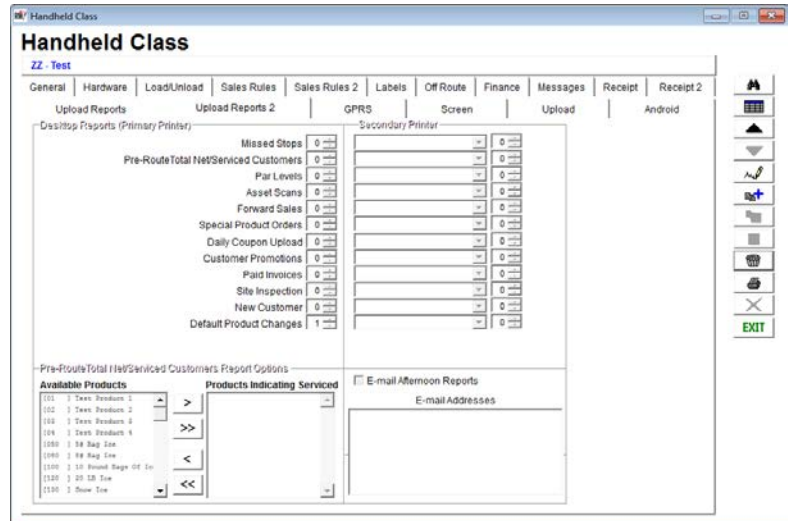 Handheld Class
Handheld Class
ZZ - Test
General Hardware Load/Unload Sales Rules Sales Rules 2 Labels Off Route Finance Messages Receipt Receipt 2
Upload Reports Upload Reports 2 GPRS Screen Upload Android
Desktop Reports (Primary Printer) Secondary Printer
Missed Stops 0 0
Pre-RouteTotal Net/Serviced Customers 0 0
Par Levels 0 0
Asset Scans 0 0
Forward Sales 0 0
Special Product Orders 0 0
Daily Coupon Upload 0 0
Customer Promotions 0 0
Paid Invoices 0 0
Site Inspection 0 0
New Customer 0 0
Default Product Changes 1 0
EXIT
Pre-RouteTotal Net/Serviced Customers Report Options
Available Products Products Indicating Serviced
[01 ] Test Product 1
[02 ] Test Product 2
[03 ] Test Product 3
[04 ] Test Product 4
[050 ] 5# Bag Ice
[080 ] 8# Bag Ice
[100 ] 10 Pound Bags Of Ic
[120 ] 20 LB Ice
[130 ] Snow Ice
> >> < <<
E-mail Afternoon Reports
E-mail Addresses